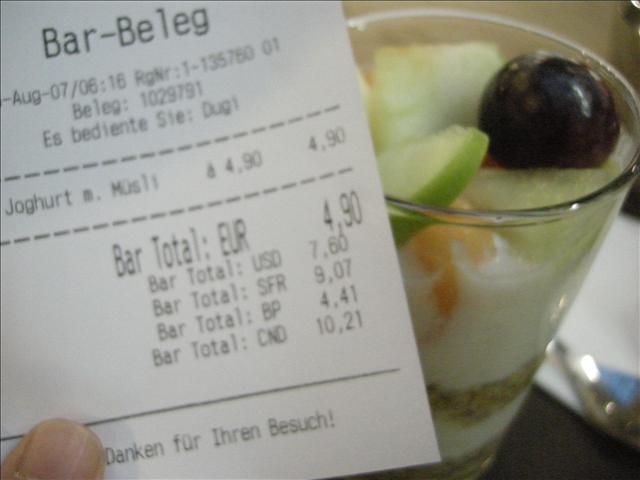 Bar-Beleg
-Aug-07/06:16 RgNr:1-135760 01
Beleg: 1029791
Es bediente Sie: Dugi
Joghurt m. Müsli à 4,90 4,90
Bar Total: EUR 4,90
Bar Total: USD 7,60
Bar Total: SFR 9,07
Bar Total: BP 4,41
Bar Total: CND 10,21
Danken für Ihren Besuch!